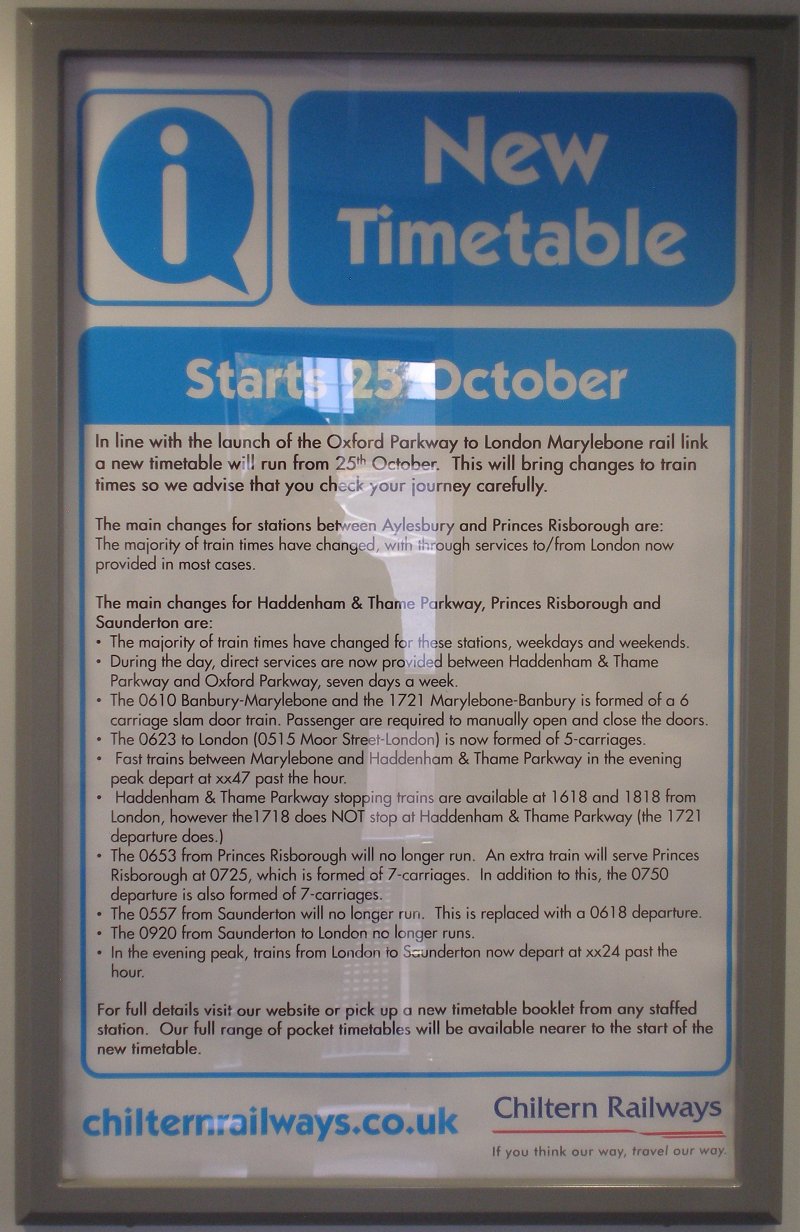 i
New
Timetable
Starts 25 October
In line with the launch of the Oxford Parkway to London Marylebone rail link
a new timetable will run from 25th October. This will bring changes to train
times so we advise that you check your journey carefully.
The main changes for stations between Aylesbury and Princes Risborough are:
The majority of train times have changed, with through services to/from London now
provided in most cases.
The main changes for Haddenham & Thame Parkway, Princes Risborough and
Saunderton are:
• The majority of train times have changed for these stations, weekdays and weekends.
• During the day, direct services are now provided between Haddenham & Thame
Parkway and Oxford Parkway, seven days a week.
• The 0610 Banbury-Marylebone and the 1721 Marylebone-Banbury is formed of a 6
carriage slam door train. Passenger are required to manually open and close the doors.
• The 0623 to London (0515 Moor Street-London) is now formed of 5-carriages.
• Fast trains between Marylebone and Haddenham & Thame Parkway in the evening
peak depart at xx47 past the hour.
• Haddenham & Thame Parkway stopping trains are available at 1618 and 1818 from
London, however the1718 does NOT stop at Haddenham & Thame Parkway (the 1721
departure does.)
• The 0653 from Princes Risborough will no longer run. An extra train will serve Princes
Risborough at 0725, which is formed of 7-carriages. In addition to this, the 0750
departure is also formed of 7-carriages.
• The 0557 from Saunderton will no longer run. This is replaced with a 0618 departure.
• The 0920 from Saunderton to London no longer runs.
• In the evening peak, trains from London to Saunderton now depart at xx24 past the
hour.
For full details visit our website or pick up a new timetable booklet from any staffed
station. Our full range of pocket timetables will be available nearer to the start of the
new timetable.
chilternrailways.co.uk
Chiltern Railways
If you think our way, travel our way.